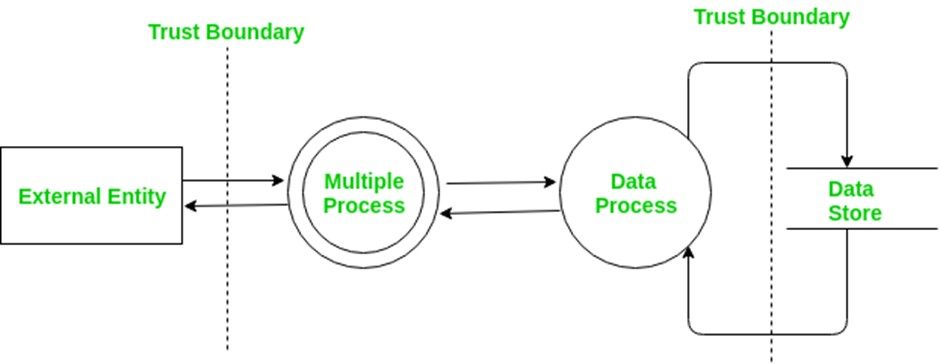 Trust Boundary
Trust Boundary
External Entity
Multiple
Process
Data
Process
Data
Store